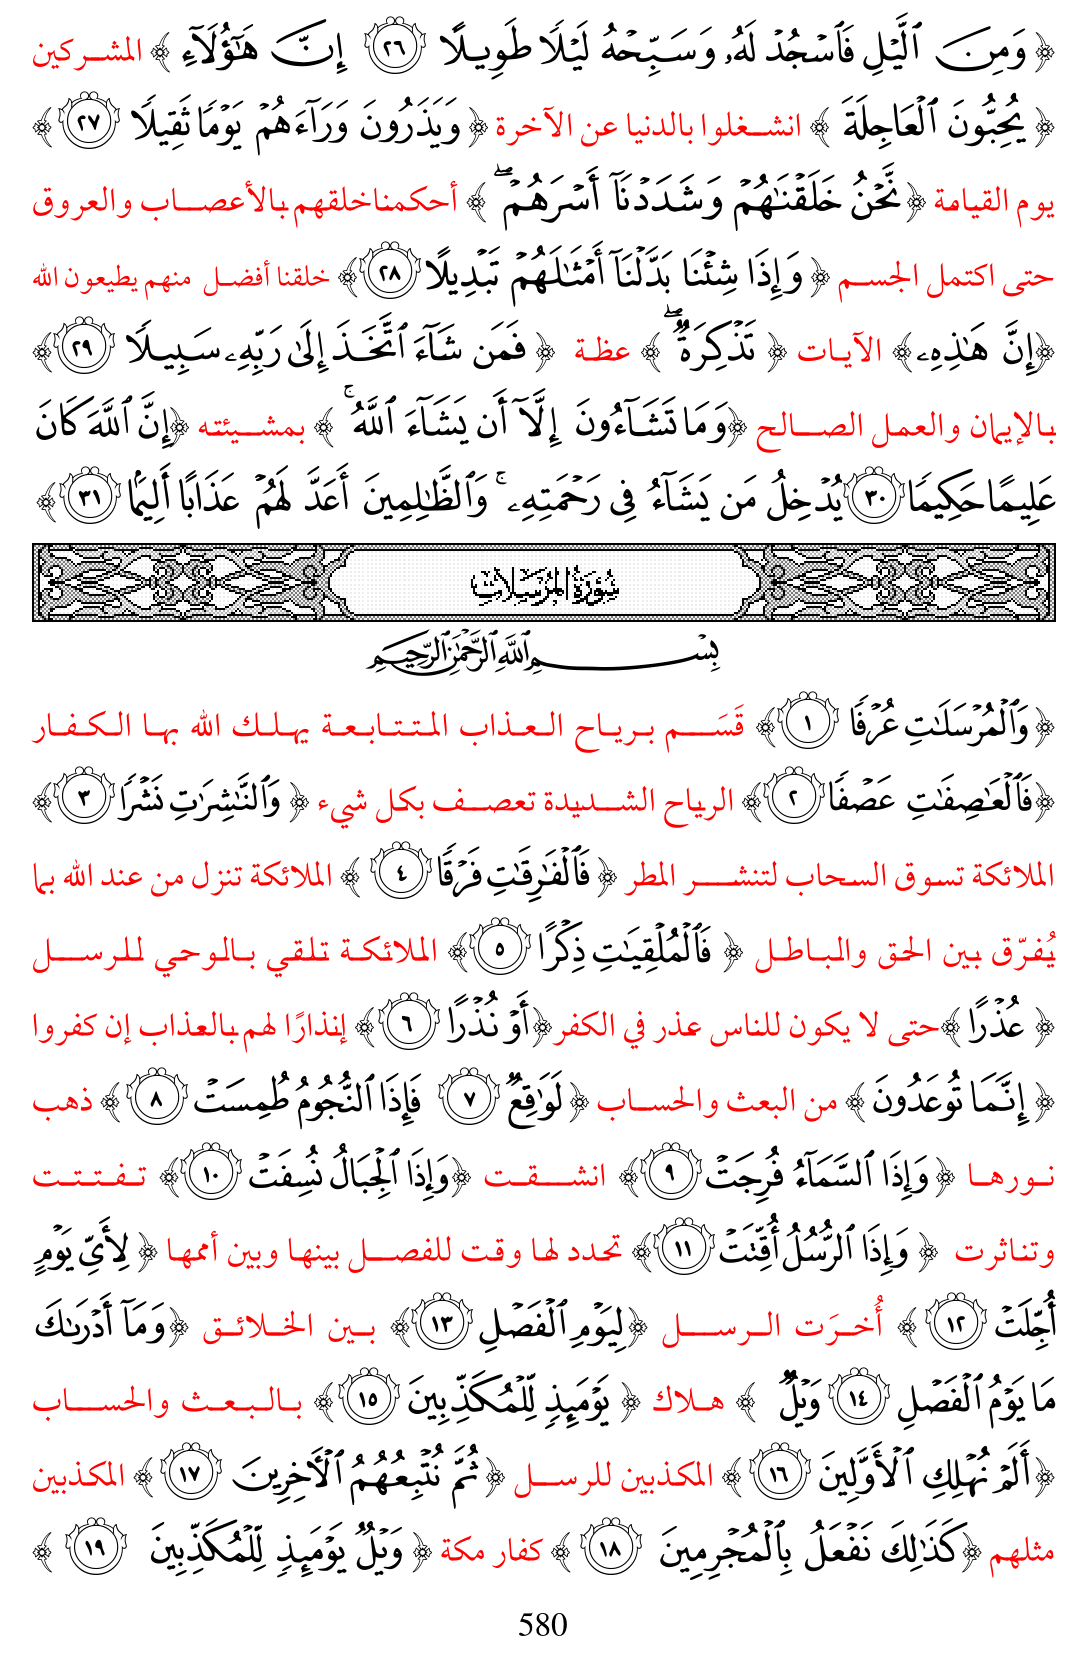 ﴿ وَمِنَ ٱلَّيْلِ فَٱسْجُدْ لَهُۥ وَسَبِّحْهُ لَيْلًا طَوِيلًا ٢٦ إِنَّ هَٰٓؤُلَآءِ ﴾ المشركين
﴿ يُحِبُّونَ ٱلْعَاجِلَةَ ﴾ انشغلوا بالدنيا عن الآخرة ﴿ وَيَذَرُونَ وَرَآءَهُمْ يَوْمًا ثَقِيلًا ٢٧ ﴾
يوم القيامة ﴿ نَّحْنُ خَلَقْنَٰهُمْ وَشَدَدْنَآ أَسْرَهُمْ ۖ ﴾ أحكمنا خلقهم بالأعصاب والعروق
حتى اكتمل الجسم ﴿ وَإِذَا شِئْنَا بَدَّلْنَآ أَمْثَٰلَهُمْ تَبْدِيلًا ٢٨ ﴾ خلقنا أفضل منهم يطيعون الله
﴿ إِنَّ هَٰذِهِۦ ﴾ الآيات ﴿ تَذْكِرَةٌ ۖ ﴾ عظة ﴿ فَمَن شَآءَ ٱتَّخَذَ إِلَىٰ رَبِّهِۦ سَبِيلًا ٢٩ ﴾
بالإيمان والعمل الصالح ﴿ وَمَا تَشَآءُونَ إِلَّآ أَن يَشَآءَ ٱللَّهُ ۚ ﴾ بمشيئته ﴿ إِنَّ ٱللَّهَ كَانَ
عَلِيمًا حَكِيمًا ٣٠ يُدْخِلُ مَن يَشَآءُ فِى رَحْمَتِهِۦ ۚ وَٱلظَّٰلِمِينَ أَعَدَّ لَهُمْ عَذَابًا أَلِيمًۢا ٣١ ﴾
سُورَةُ المُرْسَلَات
بِسْمِ ٱللَّهِ ٱلرَّحْمَٰنِ ٱلرَّحِيمِ
﴿ وَٱلْمُرْسَلَٰتِ عُرْفًا ١ ﴾ قَسَم برياح العذاب المتتابعة يهلك الله بها الكفار
﴿ فَٱلْعَٰصِفَٰتِ عَصْفًا ٢ ﴾ الرياح الشديدة تعصف بكل شيء ﴿ وَٱلنَّٰشِرَٰتِ نَشْرًا ٣ ﴾
الملائكة تسوق السحاب لتنشر المطر ﴿ فَٱلْفَٰرِقَٰتِ فَرْقًا ٤ ﴾ الملائكة تنزل من عند الله بما
يُفرّق بين الحق والباطل ﴿ فَٱلْمُلْقِيَٰتِ ذِكْرًا ٥ ﴾ الملائكة تلقي بالوحي للرسل
﴿ عُذْرًا ﴾ حتى لا يكون للناس عذر في الكفر ﴿ أَوْ نُذْرًا ٦ ﴾ إنذارًا لهم بالعذاب إن كفروا
﴿ إِنَّمَا تُوعَدُونَ ﴾ من البعث والحساب ﴿ لَوَٰقِعٌ ٧ فَإِذَا ٱلنُّجُومُ طُمِسَتْ ٨ ﴾ ذهب
نورها ﴿ وَإِذَا ٱلسَّمَآءُ فُرِجَتْ ٩ ﴾ انشقت ﴿ وَإِذَا ٱلْجِبَالُ نُسِفَتْ ١٠ ﴾ تفتتت
وتناثرت ﴿ وَإِذَا ٱلرُّسُلُ أُقِّتَتْ ١١ ﴾ تحدد لها وقت للفصل بينها وبين أممها ﴿ لِأَىِّ يَوْمٍ
أُجِّلَتْ ١٢ ﴾ أُخرَت الرسل ﴿ لِيَوْمِ ٱلْفَصْلِ ١٣ ﴾ بين الخلائق ﴿ وَمَآ أَدْرَىٰكَ
مَا يَوْمُ ٱلْفَصْلِ ١٤ وَيْلٌ ﴾ هلاك ﴿ يَوْمَئِذٍ لِّلْمُكَذِّبِينَ ١٥ ﴾ بالبعث والحساب
﴿ أَلَمْ نُهْلِكِ ٱلْأَوَّلِينَ ١٦ ﴾ المكذبين للرسل ﴿ ثُمَّ نُتْبِعُهُمُ ٱلْءَاخِرِينَ ١٧ ﴾ المكذبين
مثلهم ﴿ كَذَٰلِكَ نَفْعَلُ بِٱلْمُجْرِمِينَ ١٨ ﴾ كفار مكة ﴿ وَيْلٌ يَوْمَئِذٍ لِّلْمُكَذِّبِينَ ١٩ ﴾
580